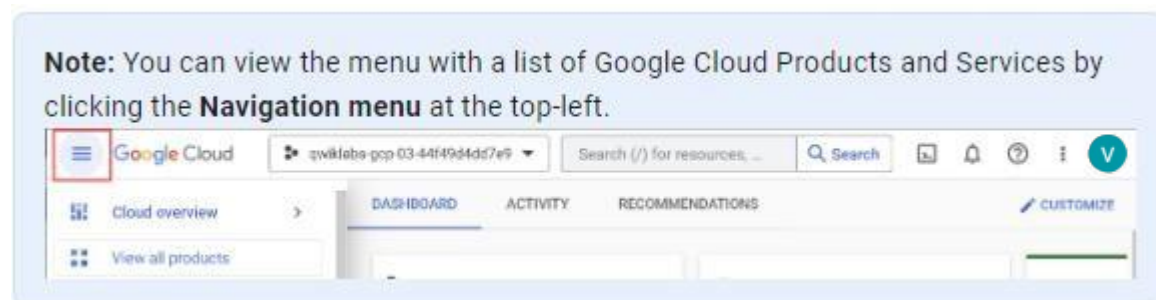 Note: You can view the menu with a list of Google Cloud Products and Services by
clicking the Navigation menu at the top-left.
Google Cloud qwiklabs-gcp-03-44f49d4dd7e9 Search (/) for resources, ... Search V
Cloud overview DASHBOARD ACTIVITY RECOMMENDATIONS CUSTOMIZE
View all products